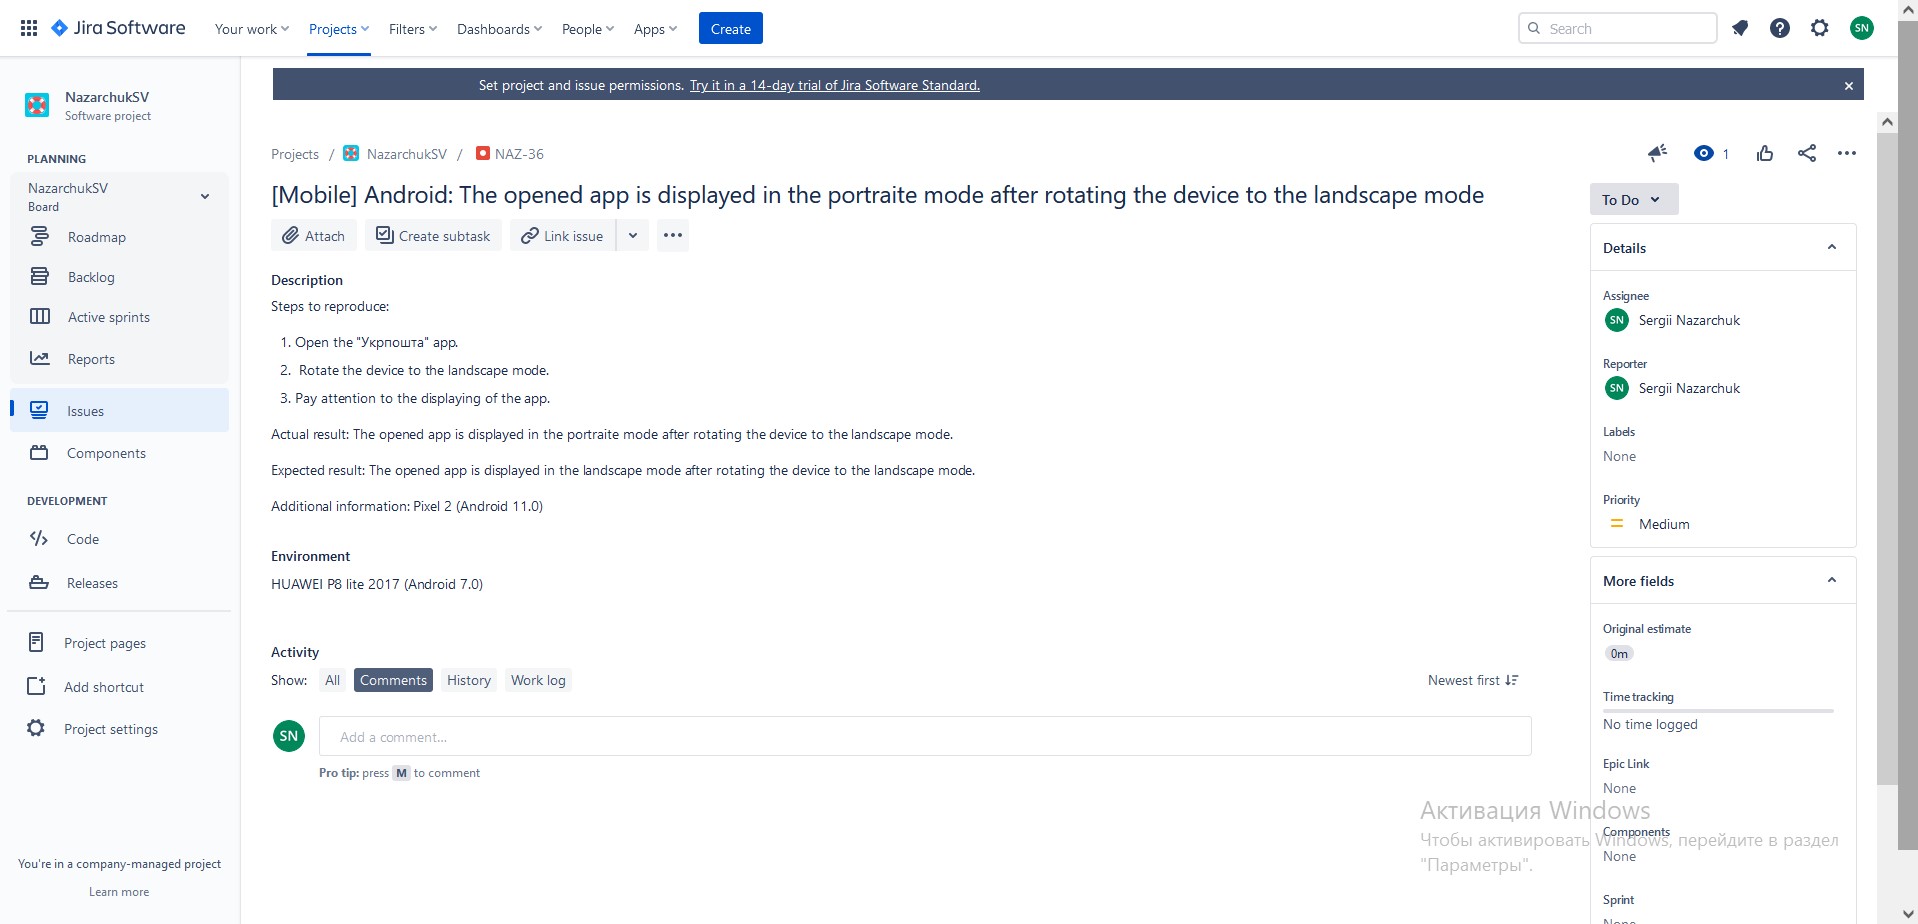 Jira Software
Your work
Projects
Filters
Dashboards
People
Apps
Create
Search
SN
NazarchukSV
Software project
PLANNING
NazarchukSV
Board
Roadmap
Backlog
Active sprints
Reports
Issues
Components
DEVELOPMENT
Code
Releases
Project pages
Add shortcut
Project settings
You're in a company-managed project
Learn more
Set project and issue permissions. Try it in a 14-day trial of Jira Software Standard.
Projects / NazarchukSV / NAZ-36
1
[Mobile] Android: The opened app is displayed in the portraite mode after rotating the device to the landscape mode
Attach
Create subtask
Link issue
Description
Steps to reproduce:
1. Open the "Укрпошта" app.
2. Rotate the device to the landscape mode.
3. Pay attention to the displaying of the app.
Actual result: The opened app is displayed in the portraite mode after rotating the device to the landscape mode.
Expected result: The opened app is displayed in the landscape mode after rotating the device to the landscape mode.
Additional information: Pixel 2 (Android 11.0)
Environment
HUAWEI P8 lite 2017 (Android 7.0)
Activity
Show: All Comments History Work log
Newest first
SN
Add a comment...
Pro tip: press M to comment
To Do
Details
Assignee
SN Sergii Nazarchuk
Reporter
SN Sergii Nazarchuk
Labels
None
Priority
Medium
More fields
Original estimate
0m
Time tracking
No time logged
Epic Link
None
Components
None
Sprint
None
Активация Windows
Чтобы активировать Windows, перейдите в раздел
"Параметры".